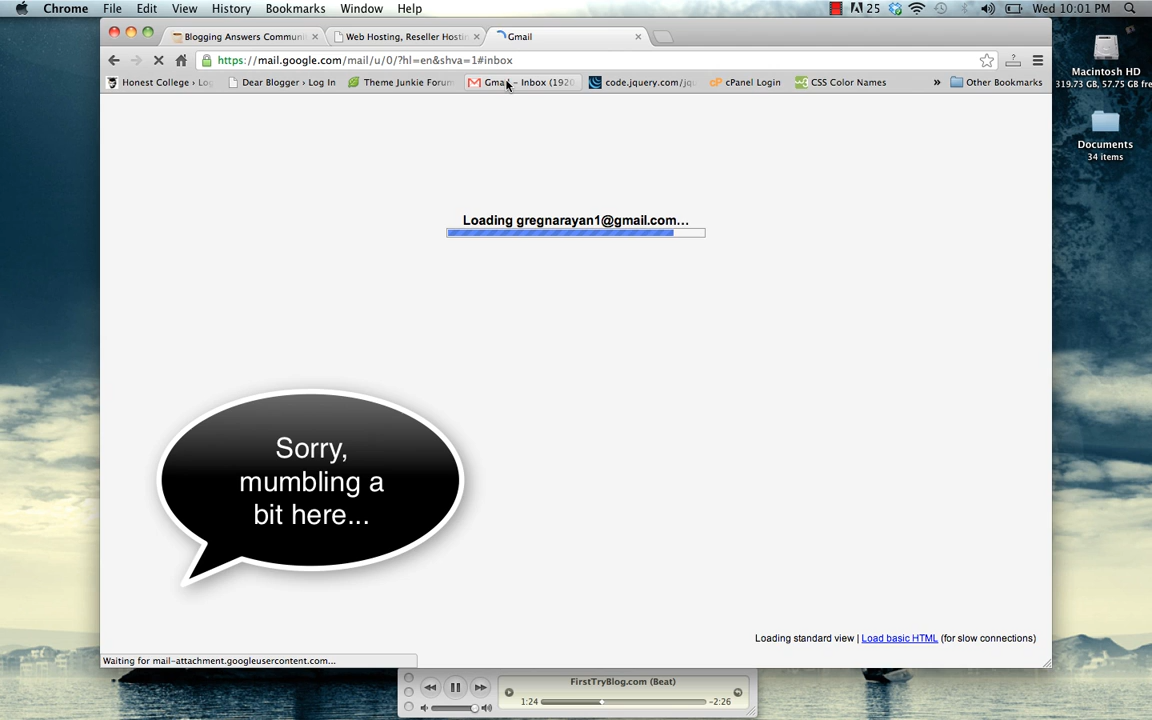 Chrome File Edit View History Bookmarks Window Help 25 Wed 10:01 PM
Blogging Answers Communi Web Hosting, Reseller Hostin Gmail
https://mail.google.com/mail/u/0/?hl=en&shva=1#inbox
Honest College › Log Dear Blogger › Log In Theme Junkie Forum Gmail – Inbox (1920 code.jquery.com/jq cPanel Login CSS Color Names » Other Bookmarks
Macintosh HD
319.73 GB, 57.75 GB fre
Documents
34 items
Loading gregnarayan1@gmail.com…
Sorry,
mumbling a
bit here...
Loading standard view | Load basic HTML (for slow connections)
Waiting for mail-attachment.googleusercontent.com...
FirstTryBlog.com (Beat)
1:24 -2:26